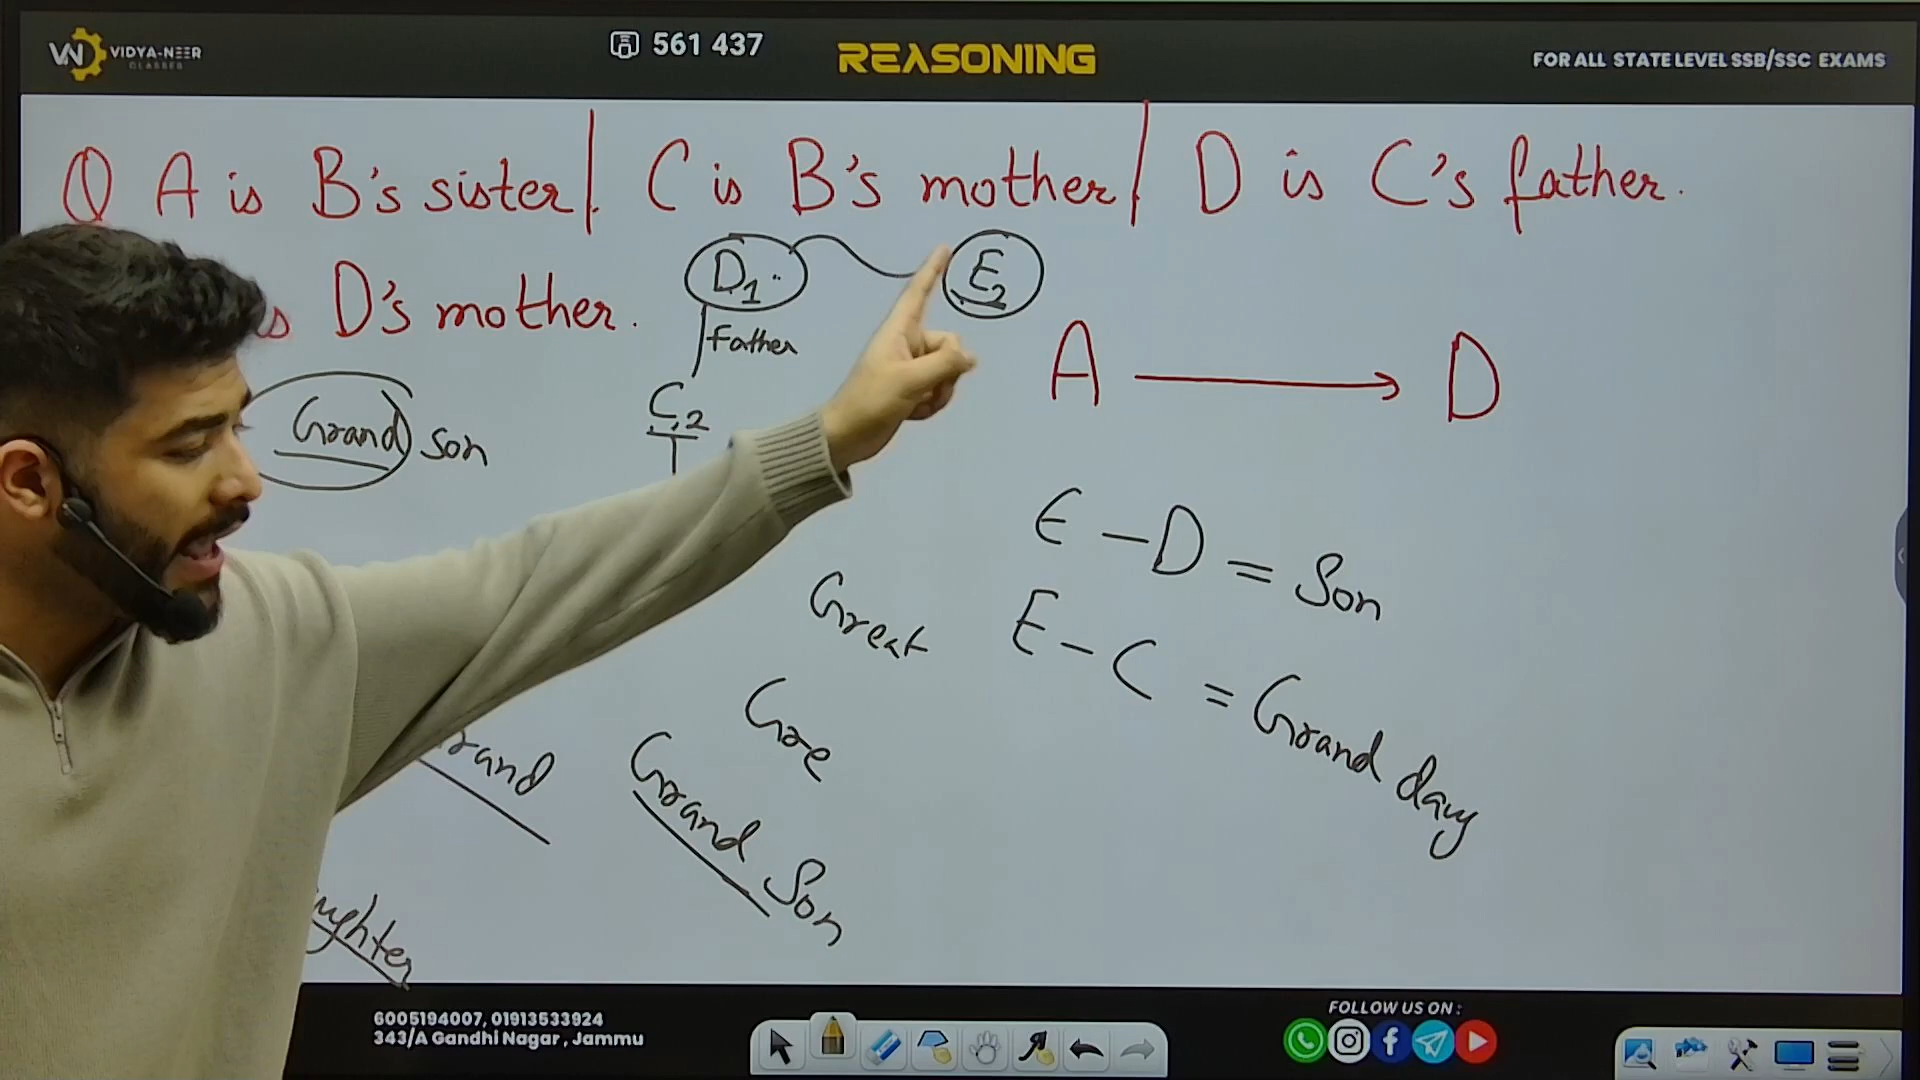 VIDYA-NEER
CLASSES
561 437
REASONING
FOR ALL STATE LEVEL SSB/SSC EXAMS
Q A is B's sister. C is B's mother. D is C's father.
D's mother.
D1
E2
father
A → D
Grand son
C2
E - D = Son
Great
E - C = Grand day
Gre
Grand Son
6005194007, 01913533924
343/A Gandhi Nagar, Jammu
FOLLOW US ON :